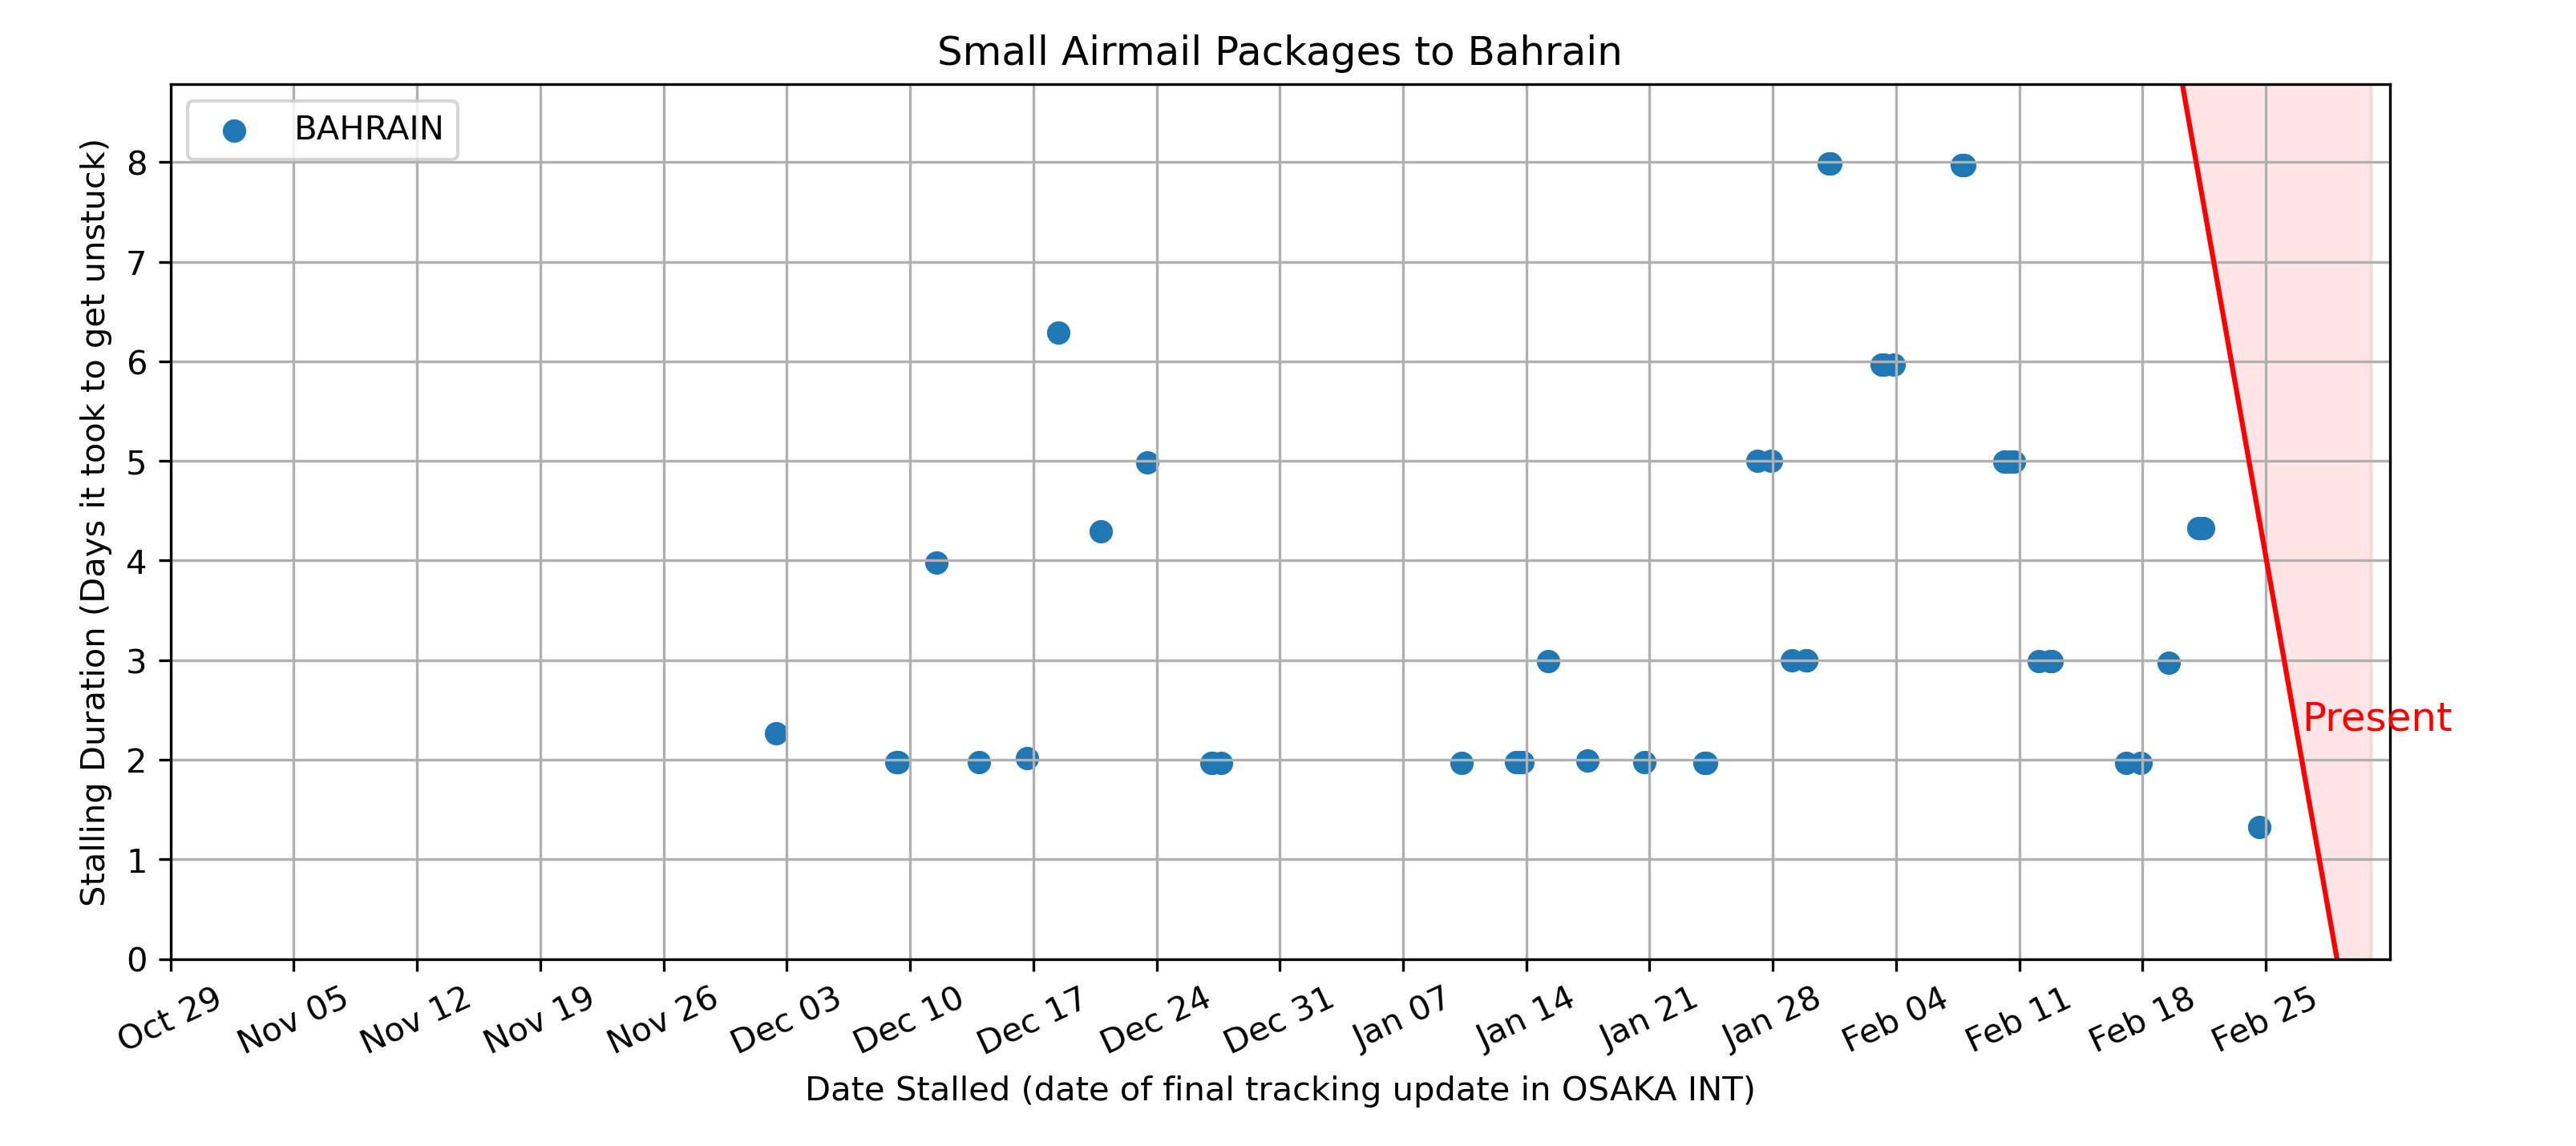 Small Airmail Packages to Bahrain
BAHRAIN
Stalling Duration (Days it took to get unstuck)
8
7
6
5
4
3
2
1
0
Present
Oct 29
Nov 05
Nov 12
Nov 19
Nov 26
Dec 03
Dec 10
Dec 17
Dec 24
Dec 31
Jan 07
Jan 14
Jan 21
Jan 28
Feb 04
Feb 11
Feb 18
Feb 25
Date Stalled (date of final tracking update in OSAKA INT)